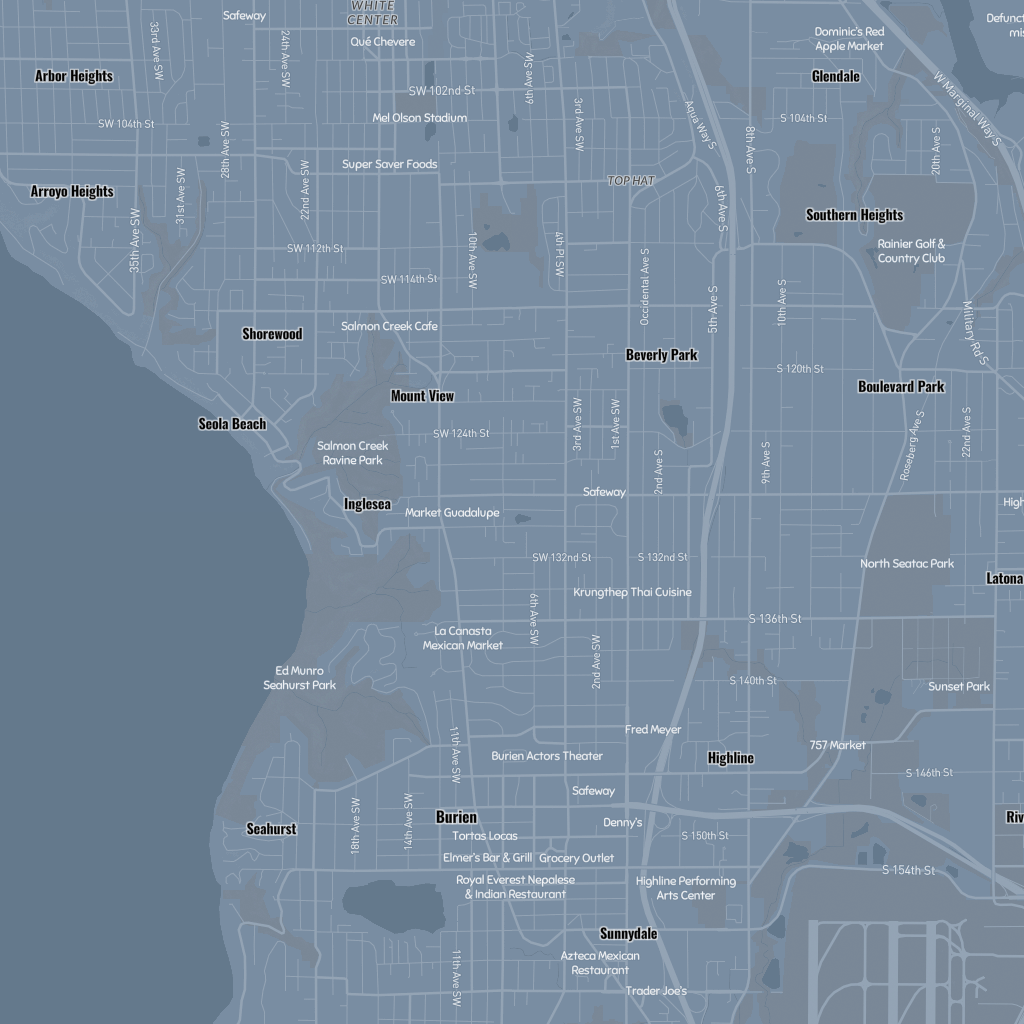 WHITE
CENTER
Safeway
33rd Ave SW
24th Ave SW
Qué Chevere
Dominic's Red
Apple Market
Defunct
mis
Arbor Heights
6th Ave SW
Glendale
W Marginal Way S
SW 102nd St
SW 104th St
Mel Olson Stadium
3rd Ave SW
Aqua Way S
8th Ave S
S 104th St
20th Ave S
28th Ave SW
Super Saver Foods
Arroyo Heights
31st Ave SW
22nd Ave SW
TOP HAT
6th Ave S
Southern Heights
35th Ave SW
SW 112th St
10th Ave SW
4th Pl SW
Occidental Ave S
Rainier Golf &
Country Club
SW 114th St
5th Ave S
10th Ave S
Military Rd S
Shorewood
Salmon Creek Cafe
Beverly Park
S 120th St
Boulevard Park
Mount View
Seola Beach
SW 124th St
3rd Ave SW
1st Ave SW
Salmon Creek
Ravine Park
2nd Ave S
9th Ave S
Roseberg Ave S
22nd Ave S
Safeway
Inglesea
Market Guadalupe
High
SW 132nd St
S 132nd St
North Seatac Park
Latona
Krungthep Thai Cuisine
6th Ave SW
S 136th St
La Canasta
Mexican Market
2nd Ave SW
Ed Munro
Seahurst Park
S 140th St
Sunset Park
Fred Meyer
11th Ave SW
Burien Actors Theater
Highline
757 Market
S 146th St
Safeway
18th Ave SW
14th Ave SW
Burien
Denny's
Seahurst
Tortas Locas
S 150th St
Riv
Elmer's Bar & Grill
Grocery Outlet
S 154th St
Royal Everest Nepalese
& Indian Restaurant
Highline Performing
Arts Center
Sunnydale
11th Ave SW
Azteca Mexican
Restaurant
Trader Joe's